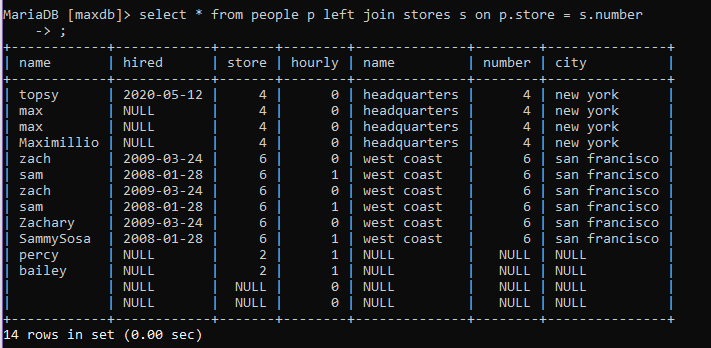 MariaDB [maxdb]> select * from people p left join stores s on p.store = s.number
    -> ;
+------------+------------+-------+--------+--------------+--------+---------------+
| name       | hired      | store | hourly | name         | number | city          |
+------------+------------+-------+--------+--------------+--------+---------------+
| topsy      | 2020-05-12 |     4 |      0 | headquarters |      4 | new york      |
| max        | NULL       |     4 |      0 | headquarters |      4 | new york      |
| max        | NULL       |     4 |      0 | headquarters |      4 | new york      |
| Maximillio | NULL       |     4 |      0 | headquarters |      4 | new york      |
| zach       | 2009-03-24 |     6 |      0 | west coast   |      6 | san francisco |
| sam        | 2008-01-28 |     6 |      1 | west coast   |      6 | san francisco |
| zach       | 2009-03-24 |     6 |      0 | west coast   |      6 | san francisco |
| sam        | 2008-01-28 |     6 |      1 | west coast   |      6 | san francisco |
| Zachary    | 2009-03-24 |     6 |      0 | west coast   |      6 | san francisco |
| SammySosa  | 2008-01-28 |     6 |      1 | west coast   |      6 | san francisco |
| percy      | NULL       |     2 |      1 | NULL         |   NULL | NULL          |
| bailey     | NULL       |     2 |      1 | NULL         |   NULL | NULL          |
|            | NULL       |  NULL |      0 | NULL         |   NULL | NULL          |
|            | NULL       |  NULL |      0 | NULL         |   NULL | NULL          |
+------------+------------+-------+--------+--------------+--------+---------------+
14 rows in set (0.00 sec)